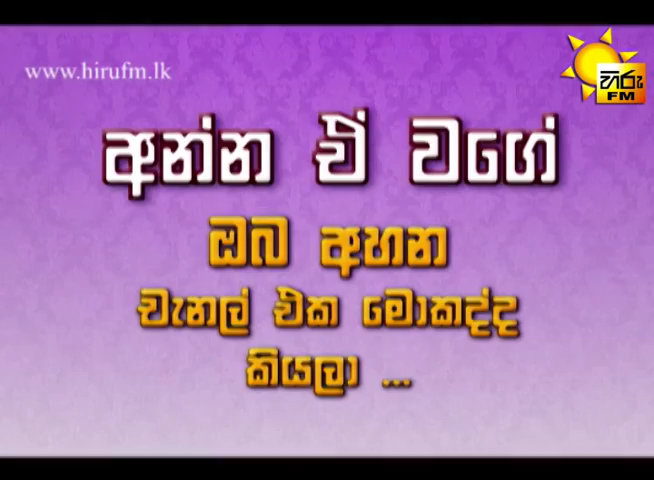 www.hirufm.lk
හිරු
FM
අන්න ඒ වගේ
ඔබ අහන
චැනල් එක මොකද්ද
කියලා ...